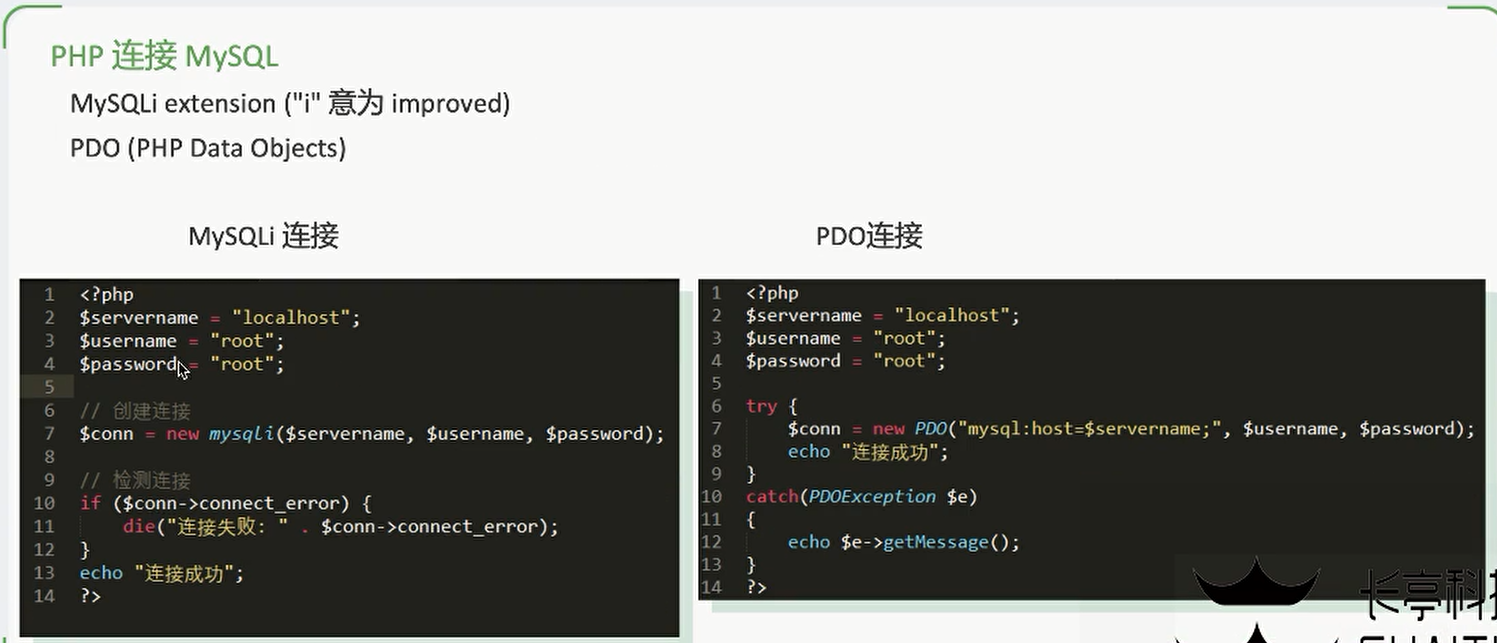 PHP 连接 MySQL
MySQLi extension ("i" 意为 improved)
PDO (PHP Data Objects)
MySQLi 连接
1 <?php
2 $servername = "localhost";
3 $username = "root";
4 $password = "root";
5
6 // 创建连接
7 $conn = new mysqli($servername, $username, $password);
8
9 // 检测连接
10 if ($conn->connect_error) {
11 die("连接失败: " . $conn->connect_error);
12 }
13 echo "连接成功";
14 ?>
PDO连接
1 <?php
2 $servername = "localhost";
3 $username = "root";
4 $password = "root";
5
6 try {
7 $conn = new PDO("mysql:host=$servername;", $username, $password);
8 echo "连接成功";
9 }
10 catch(PDOException $e)
11 {
12 echo $e->getMessage();
13 }
14 ?>
长亭科